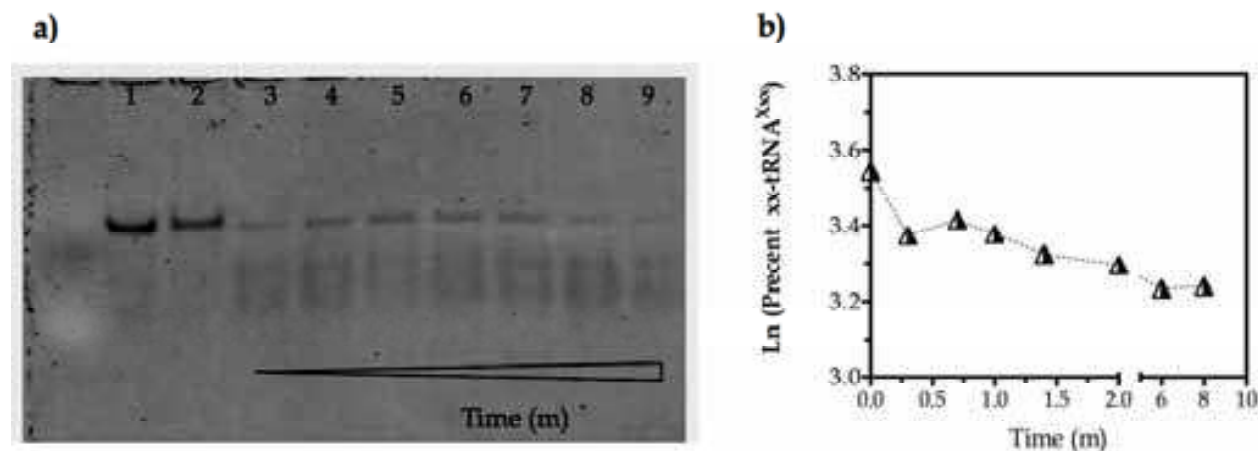 a)
1 2 3 4 5 6 7 8 9
Time (m)
b)
Ln (Precent xx-tRNA^Xxx)
3.8
3.6
3.4
3.2
3.0
0.0 0.5 1.0 1.5 2.0 6 8 10
Time (m)